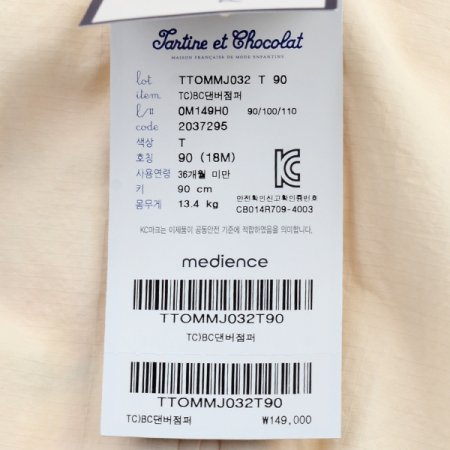 Tartine et Chocolat
MAISON FRANÇAISE DE MODE ENFANTINE
lot TTOMMJ032 T 90
item TC)BC댄버점퍼
l/# 0M149H0 90/100/110
code 2037295
색상 T
호칭 90 (18M)
사용연령 36개월 미만
키 90 cm
몸무게 13.4 kg
안전확인신고확인증번호
CB014R709-4003
KC마크는 이제품이 공동안전 기준에 적합하였음을 의미합니다.
medience
TTOMMJ032T90
TC)BC댄버점퍼
TTOMMJ032T90
TC)BC댄버점퍼 ₩149,000